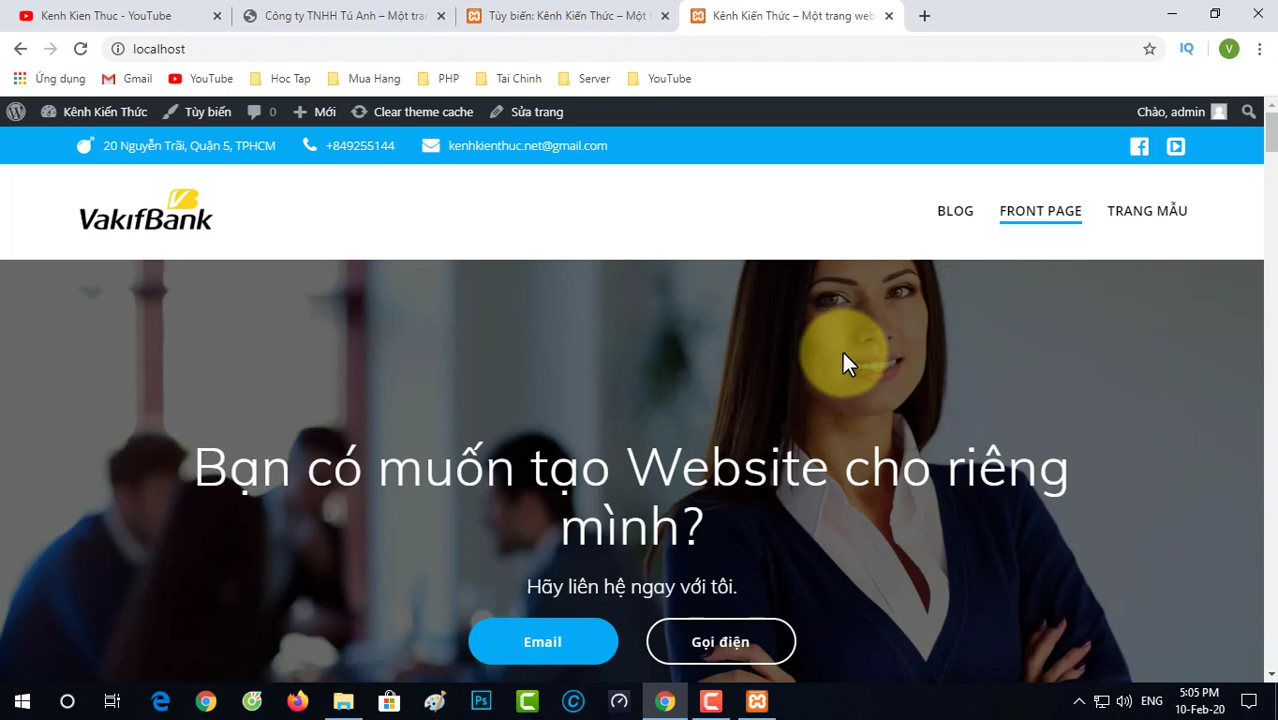 Kenh Kien Thuc - YouTube
Công ty TNHH Tú Anh – Một tran
Tùy biến: Kênh Kiến Thức – Một t
Kênh Kiến Thức – Một trang web
localhost
IQ
V
Ứng dụng
Gmail
YouTube
Hoc Tap
Mua Hang
PHP
Tai Chinh
Server
YouTube
Kênh Kiến Thức
Tùy biến
0
Mới
Clear theme cache
Sửa trang
Chào, admin
20 Nguyễn Trãi, Quận 5, TPHCM
+849255144
kenhkienthuc.net@gmail.com
VakıfBank
BLOG
FRONT PAGE
TRANG MẪU
Bạn có muốn tạo Website cho riêng
mình?
Hãy liên hệ ngay với tôi.
Email
Gọi điện
ENG
5:05 PM
10-Feb-20